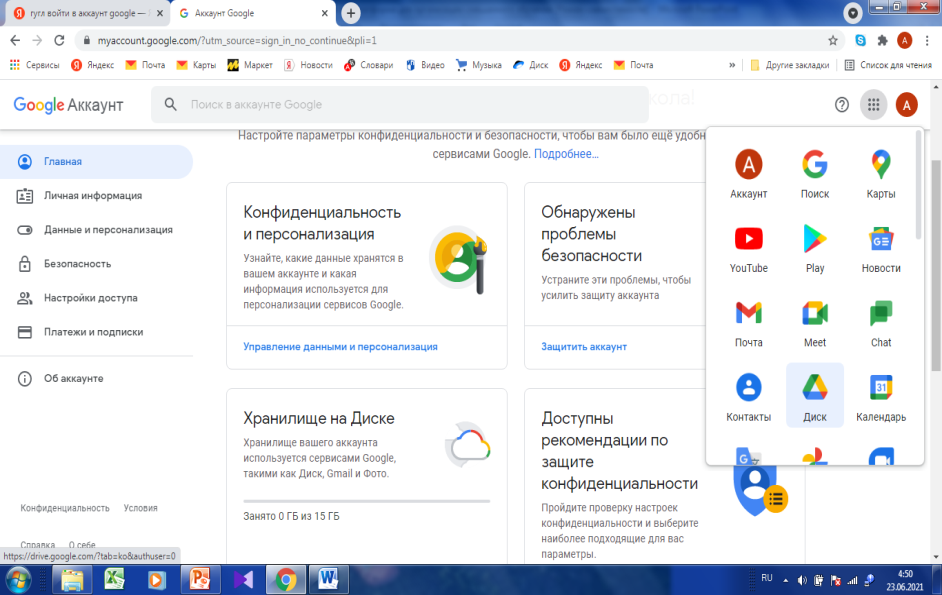 гугл войти в аккаунт google —
Аккаунт Google
myaccount.google.com/?utm_source=sign_in_no_continue&pli=1
Сервисы Яндекс Почта Карты Маркет Новости Словари Видео Музыка Диск Яндекс Почта » Другие закладки Список для чтения
Google Аккаунт
Поиск в аккаунте Google
А
Настройте параметры конфиденциальности и безопасности, чтобы вам было ещё удобн
сервисами Google. Подробнее...
Главная
Личная информация
Данные и персонализация
Безопасность
Настройки доступа
Платежи и подписки
Об аккаунте
Конфиденциальность
и персонализация
Узнайте, какие данные хранятся в
вашем аккаунте и какая
информация используется для
персонализации сервисов Google.
Управление данными и персонализация
Обнаружены
проблемы
безопасности
Устраните эти проблемы, чтобы
усилить защиту аккаунта
Защитить аккаунт
Хранилище на Диске
Хранилище вашего аккаунта
используется сервисами Google,
такими как Диск, Gmail и Фото.
Занято 0 ГБ из 15 ГБ
Доступны
рекомендации по
защите
конфиденциальности
Пройдите проверку настроек
конфиденциальности и выберите
наиболее подходящие для вас
параметры.
Аккаунт Поиск Карты
YouTube Play Новости
Почта Meet Chat
Контакты Диск Календарь
Конфиденциальность Условия
Справка О себе
https://drive.google.com/?tab=ko&authuser=0
RU
4:50
23.06.2021